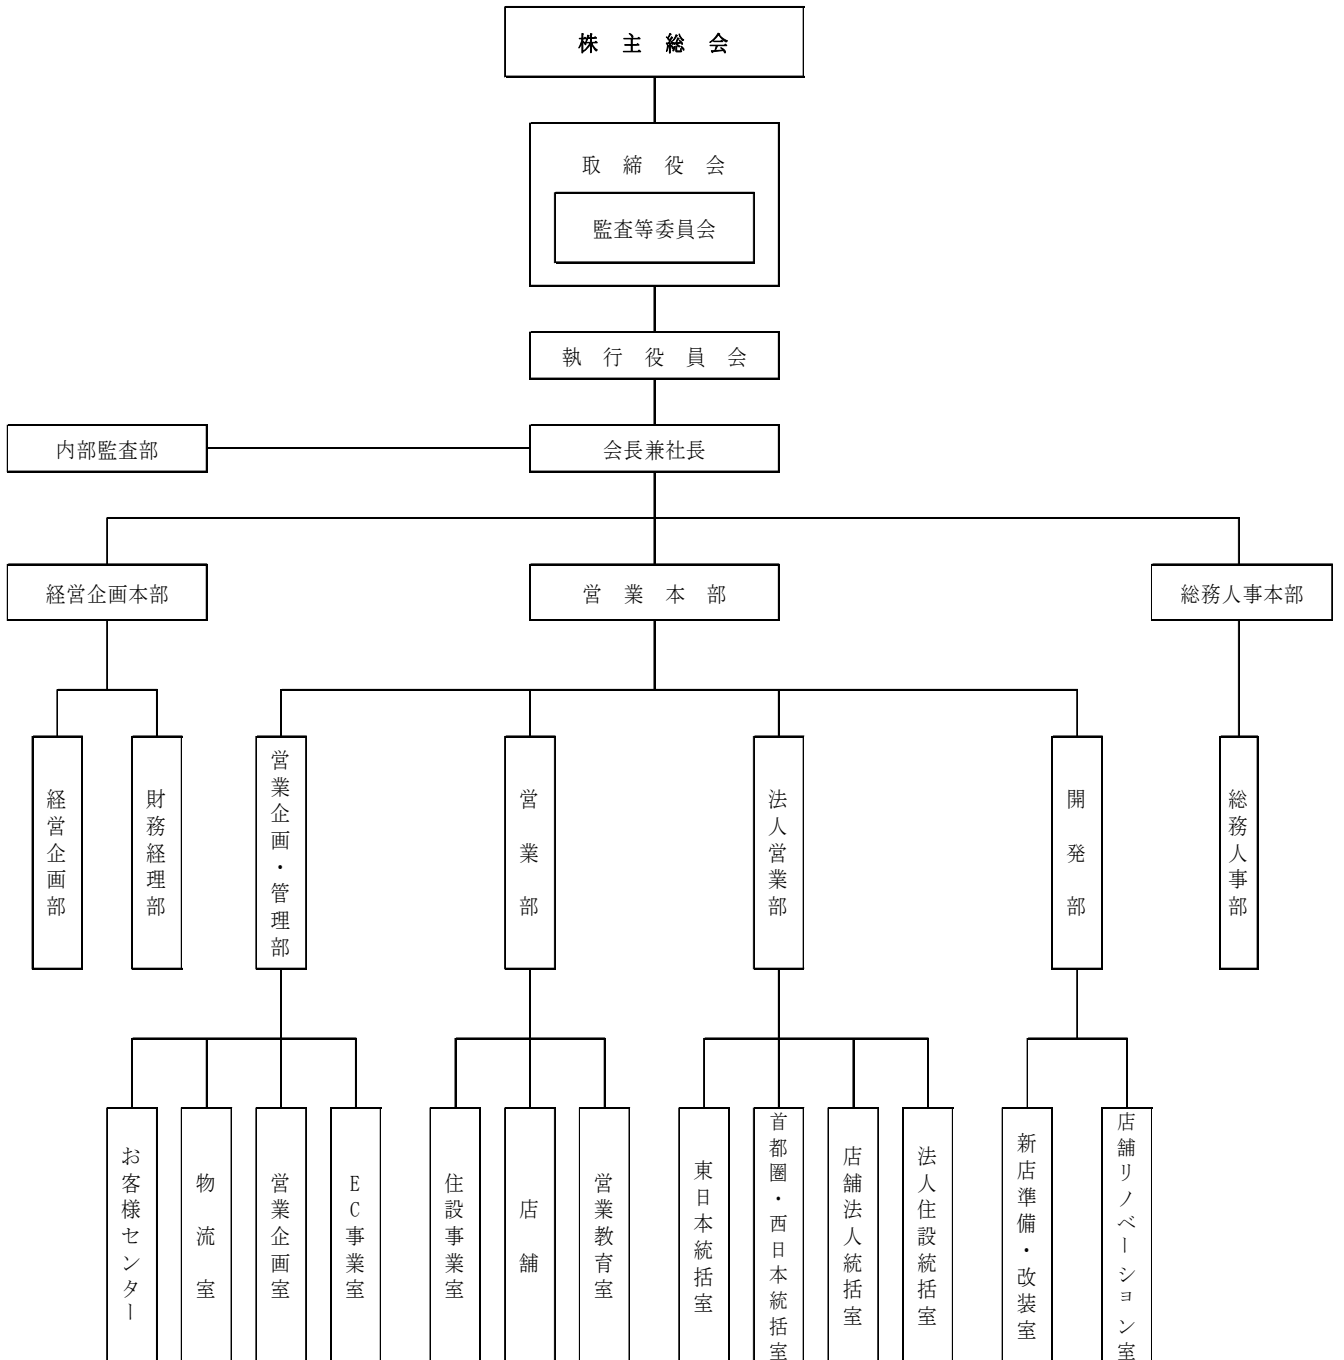 株 主 総 会
取 締 役 会
監査等委員会
執 行 役 員 会
内部監査部
会長兼社長
経営企画本部
営 業 本 部
総務人事本部
経営企画部
財務経理部
営業企画・管理部
営 業 部
法人営業部
開 発 部
総務人事部
お客様センター
物 流 室
営業企画室
EC事業室
住設事業室
店 舗
営業教育室
東日本統括室
首都圏・西日本統括室
店舗法人統括室
法人住設統括室
新店準備・改装室
店舗リノベーション室